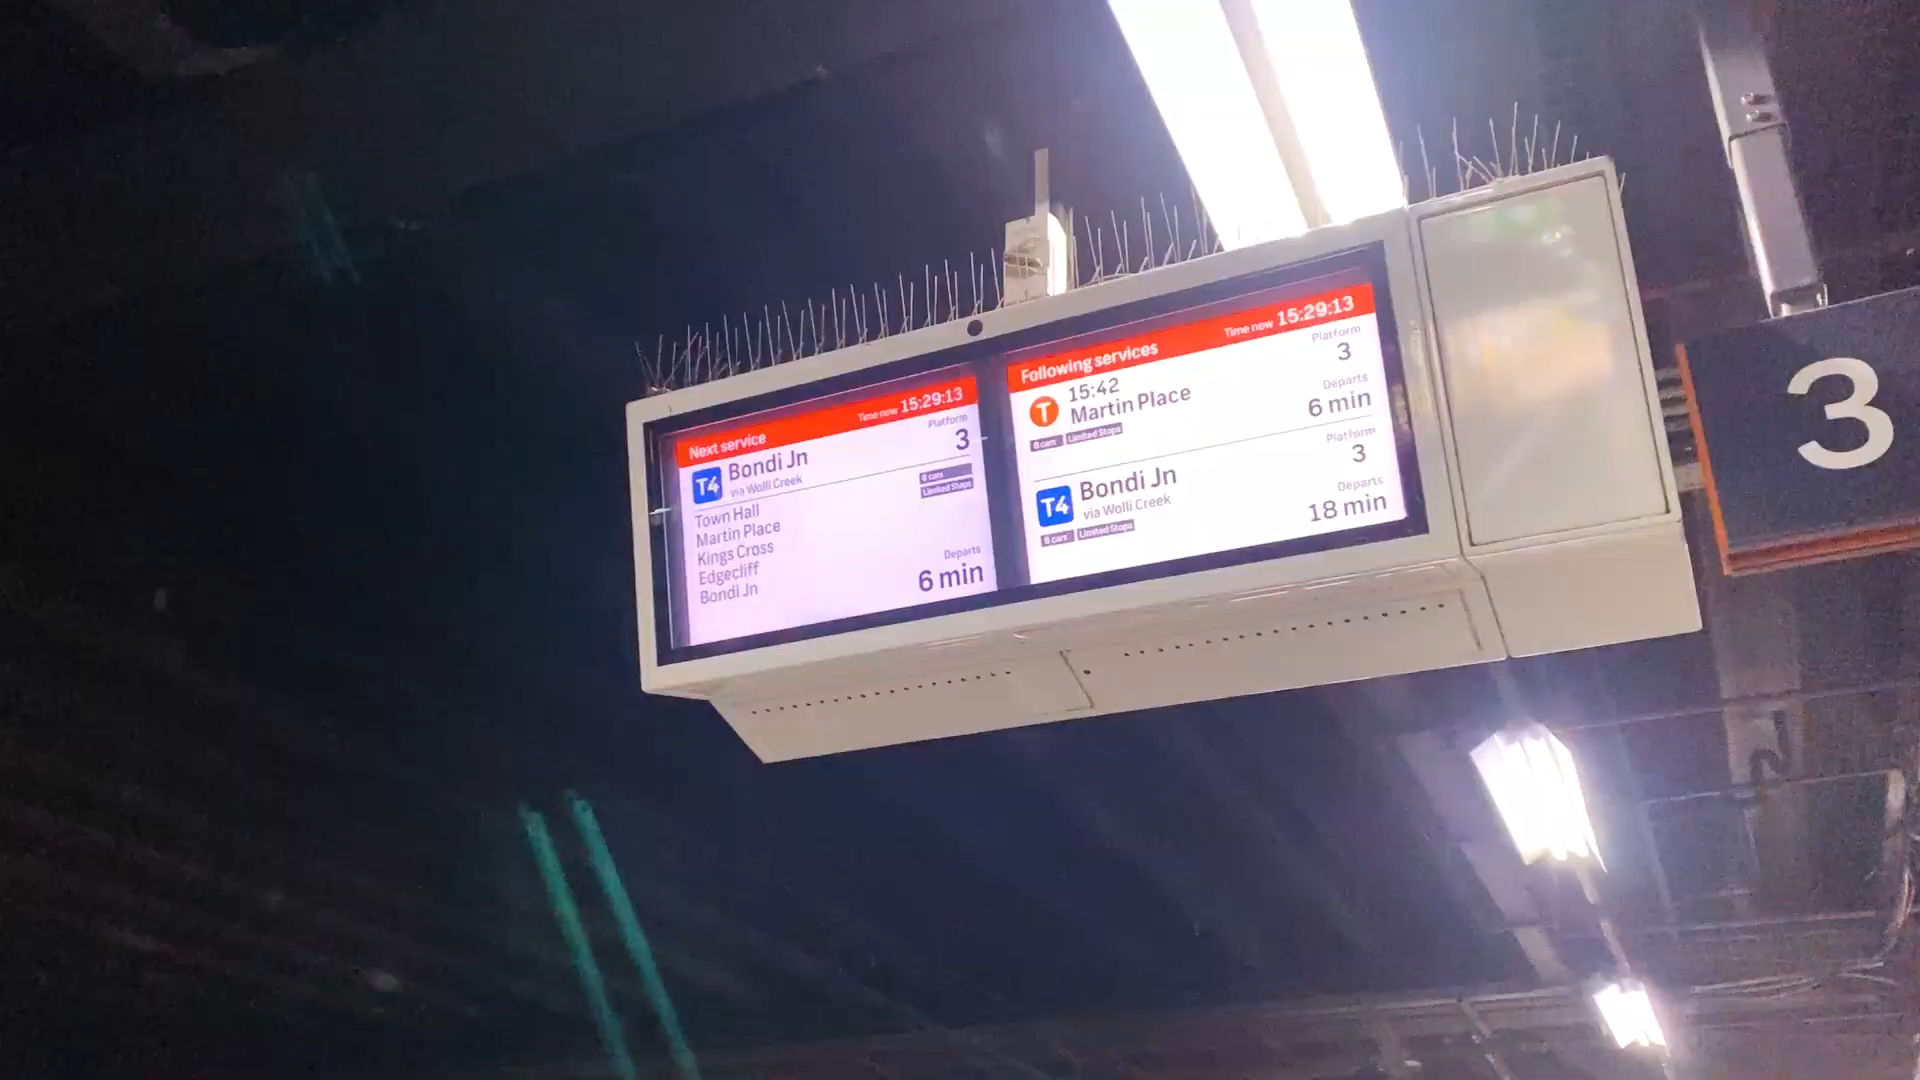 Next service
Time now 15:29:13
Platform
3
T4
Bondi Jn
via Wolli Creek
8 cars
Limited Stops
Town Hall
Martin Place
Kings Cross
Edgecliff
Bondi Jn
Departs
6 min
Following services
Time now 15:29:13
Platform
3
T
15:42
Martin Place
Departs
6 min
8 cars
Limited Stops
Platform
3
T4
Bondi Jn
via Wolli Creek
Departs
18 min
8 cars
Limited Stops
3